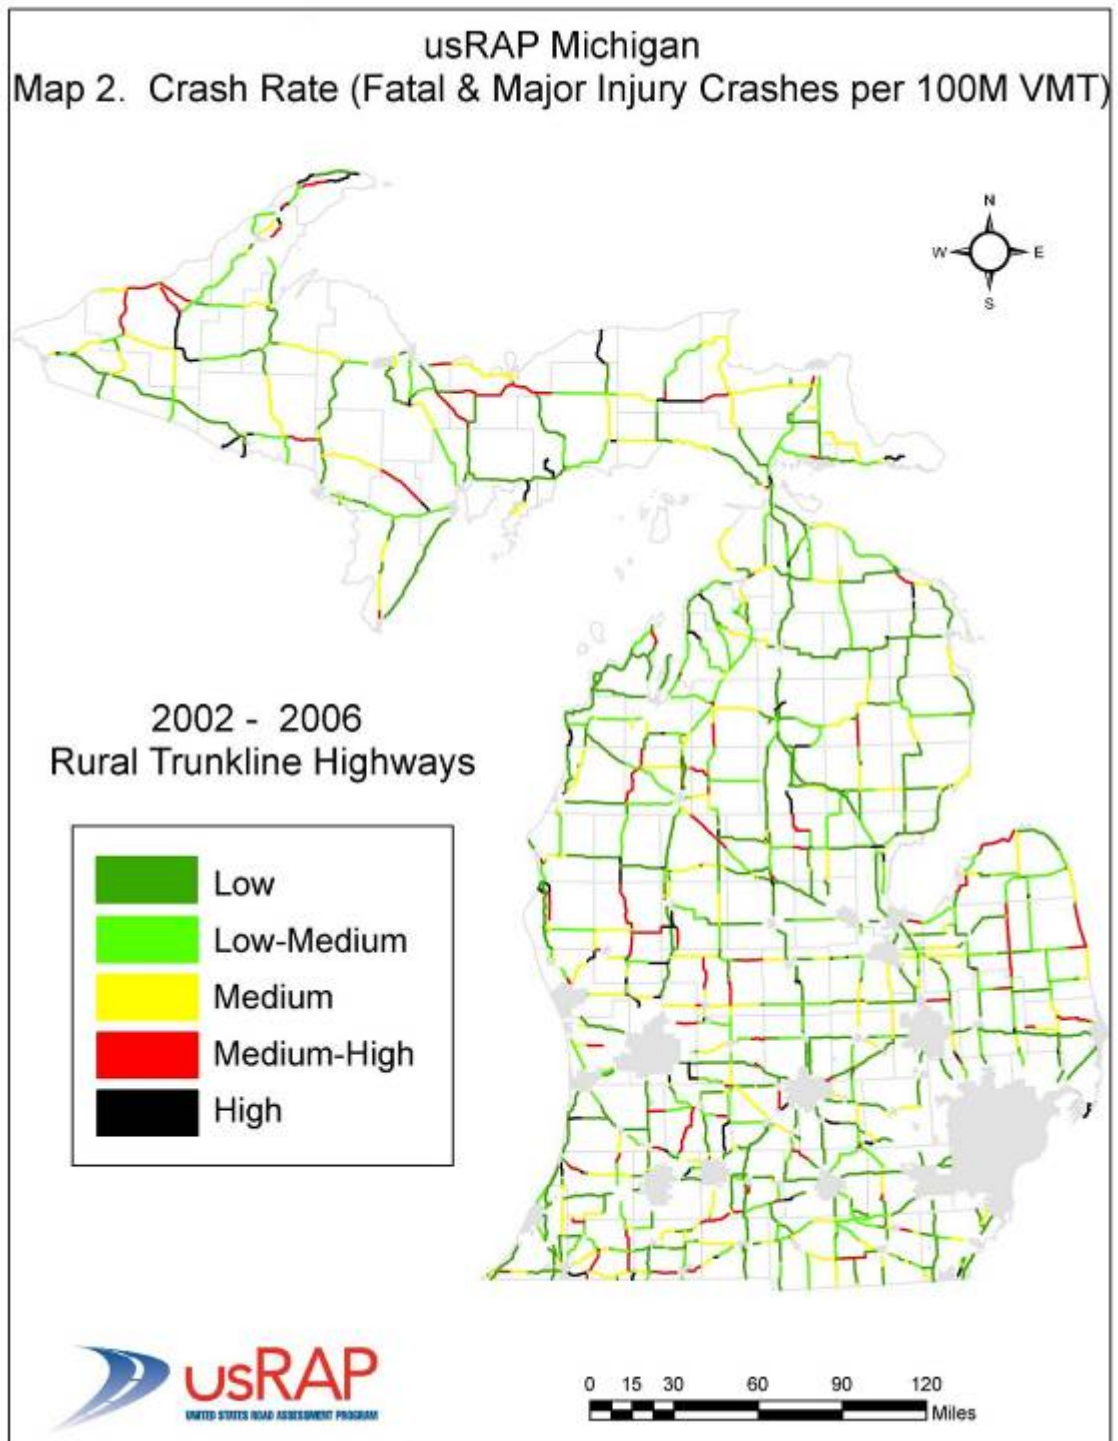 usRAP Michigan
Map 2.  Crash Rate (Fatal & Major Injury Crashes per 100M VMT)
N
W E
S
2002 -  2006
Rural Trunkline Highways
Low
Low-Medium
Medium
Medium-High
High
usRAP
UNITED STATES ROAD ASSESSMENT PROGRAM
0 15 30 60 90 120
Miles